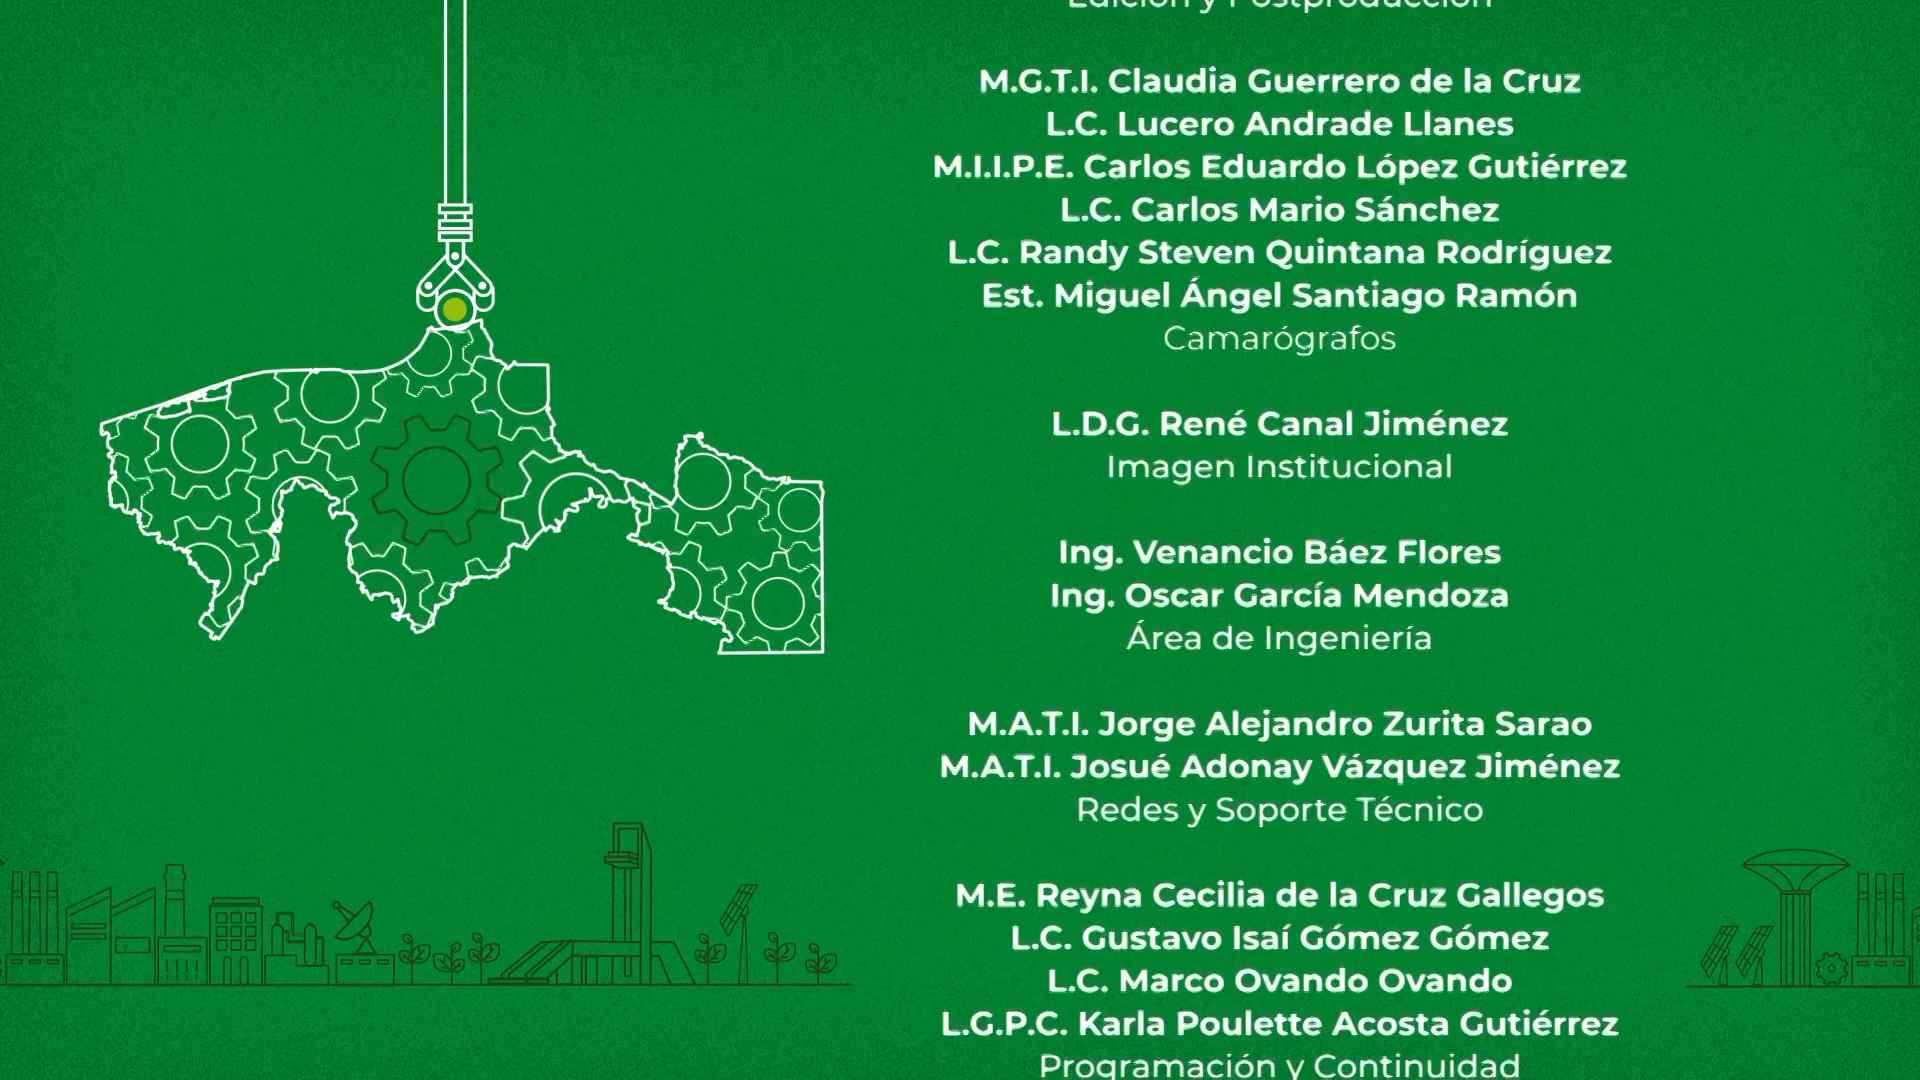 Edición y Postproducción
M.G.T.I. Claudia Guerrero de la Cruz
L.C. Lucero Andrade Llanes
M.I.I.P.E. Carlos Eduardo López Gutiérrez
L.C. Carlos Mario Sánchez
L.C. Randy Steven Quintana Rodríguez
Est. Miguel Ángel Santiago Ramón
Camarógrafos
L.D.G. René Canal Jiménez
Imagen Institucional
Ing. Venancio Báez Flores
Ing. Oscar García Mendoza
Área de Ingeniería
M.A.T.I. Jorge Alejandro Zurita Sarao
M.A.T.I. Josué Adonay Vázquez Jiménez
Redes y Soporte Técnico
M.E. Reyna Cecilia de la Cruz Gallegos
L.C. Gustavo Isaí Gómez Gómez
L.C. Marco Ovando Ovando
L.G.P.C. Karla Poulette Acosta Gutiérrez
Programación y Continuidad